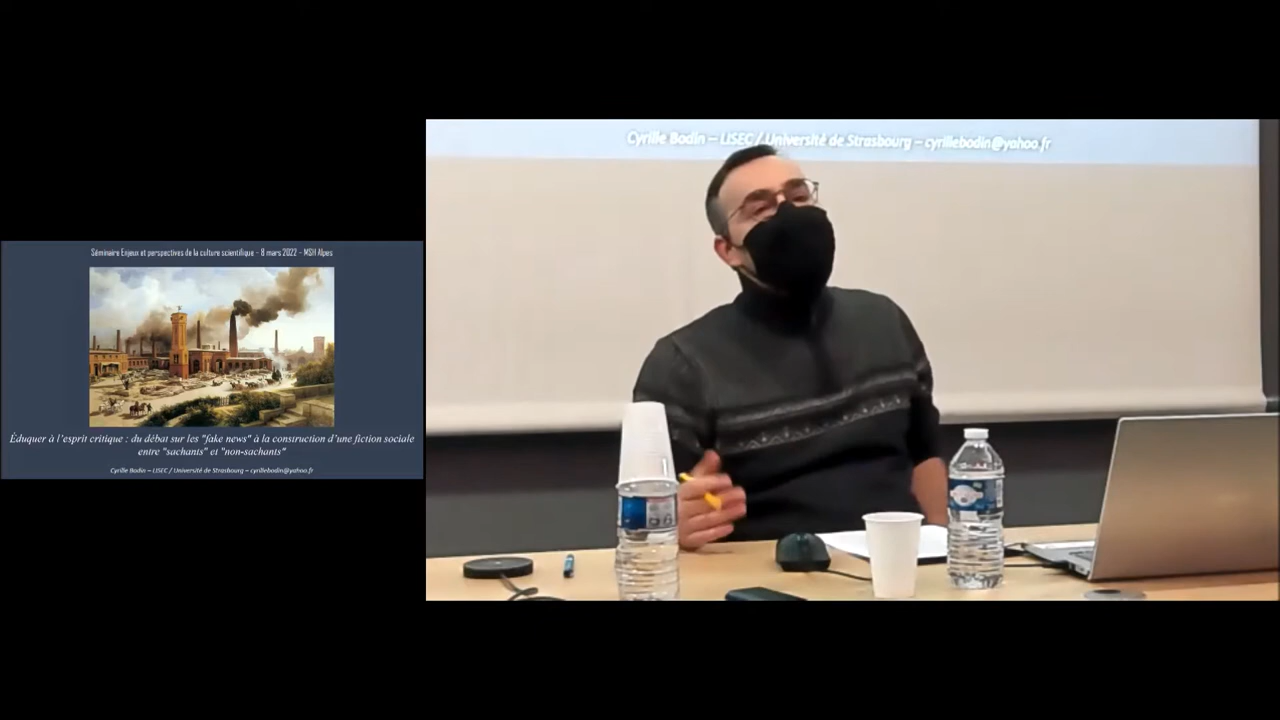 Séminaire Enjeux et perspectives de la culture scientifique – 8 mars 2022 – MSH Alpes
Éduquer à l'esprit critique : du débat sur les "fake news" à la construction d'une fiction sociale
entre "sachants" et "non-sachants"
Cyrille Bodin – LISEC / Université de Strasbourg – cyrillebodin@yahoo.fr
Cyrille Bodin – LISEC / Université de Strasbourg – cyrillebodin@yahoo.fr